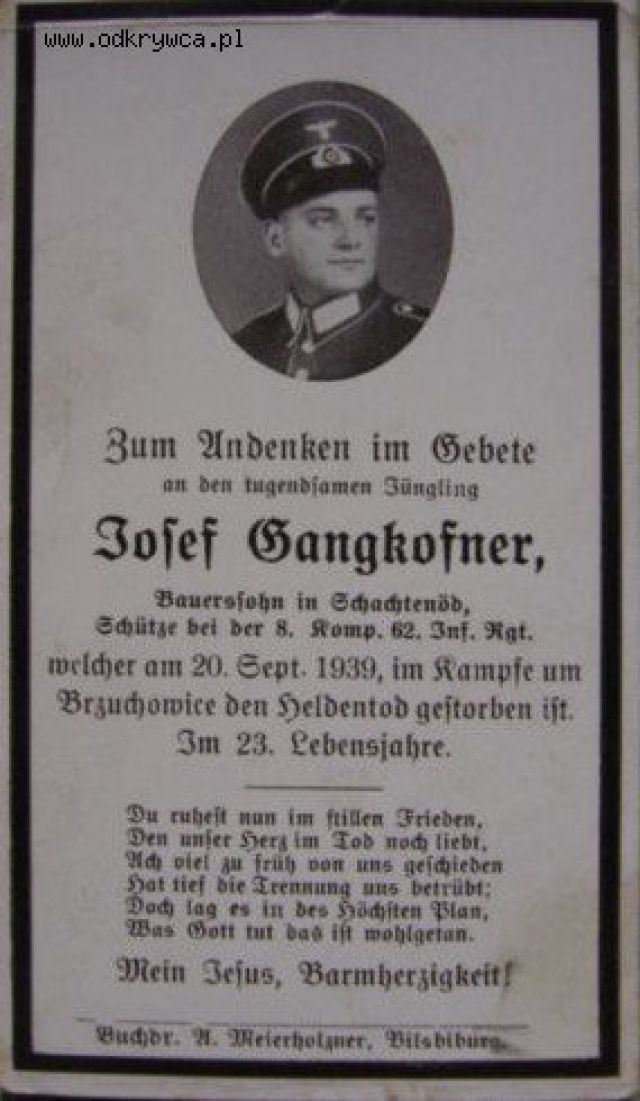 www.odkrywca.pl
Zum Andenken im Gebete
an den tugendsamen Jüngling
Josef Gangkofner,
Bauerssohn in Schachtenöd,
Schütze bei der 8. Komp. 62. Inf. Rgt.
welcher am 20. Sept. 1939, im Kampfe um
Brzuchowice den Heldentod gestorben ist.
Im 23. Lebensjahre.
Du ruhest nun im stillen Frieden,
Den unser Herz im Tod noch liebt,
Ach viel zu früh von uns geschieden
Hat tief die Trennung uns betrübt;
Doch lag es in des Höchsten Plan,
Was Gott tut das ist wohlgetan.
Mein Jesus, Barmherzigkeit!
Buchdr. A. Meierholzner, Vilsbiburg.